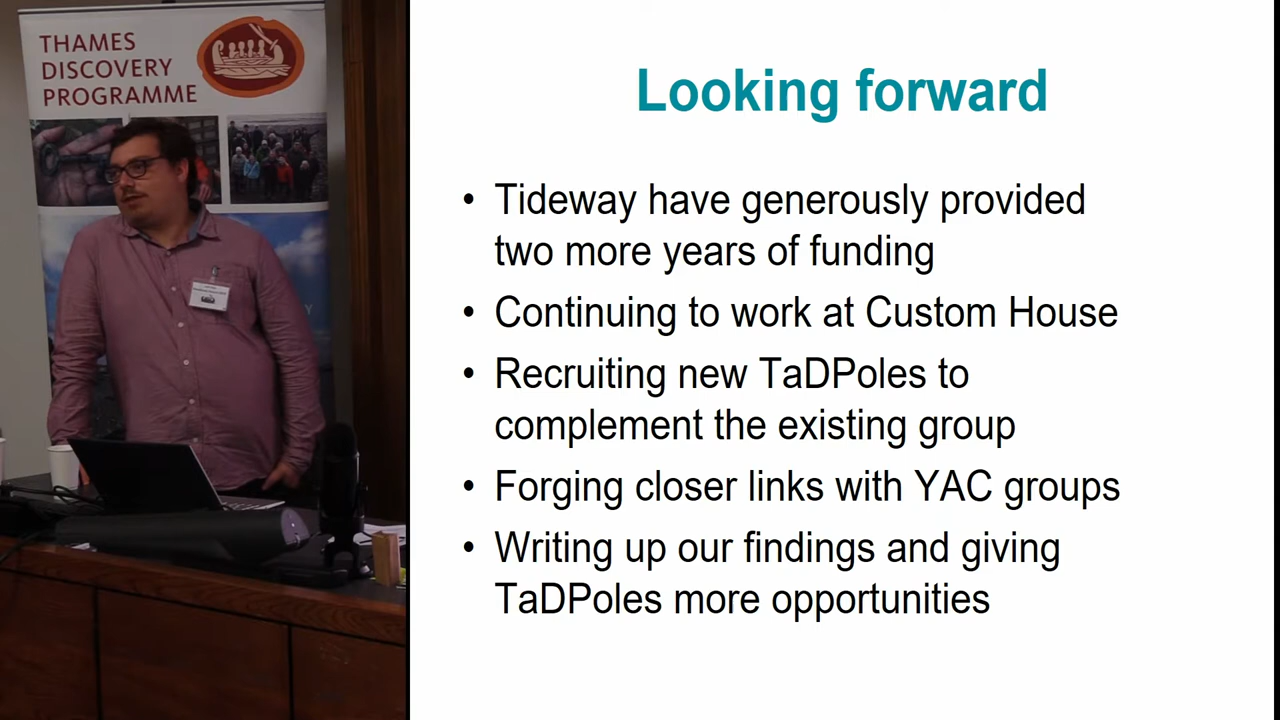 THAMES
DISCOVERY
PROGRAMME
Looking forward
• Tideway have generously provided
two more years of funding
• Continuing to work at Custom House
• Recruiting new TaDPoles to
complement the existing group
• Forging closer links with YAC groups
• Writing up our findings and giving
TaDPoles more opportunities